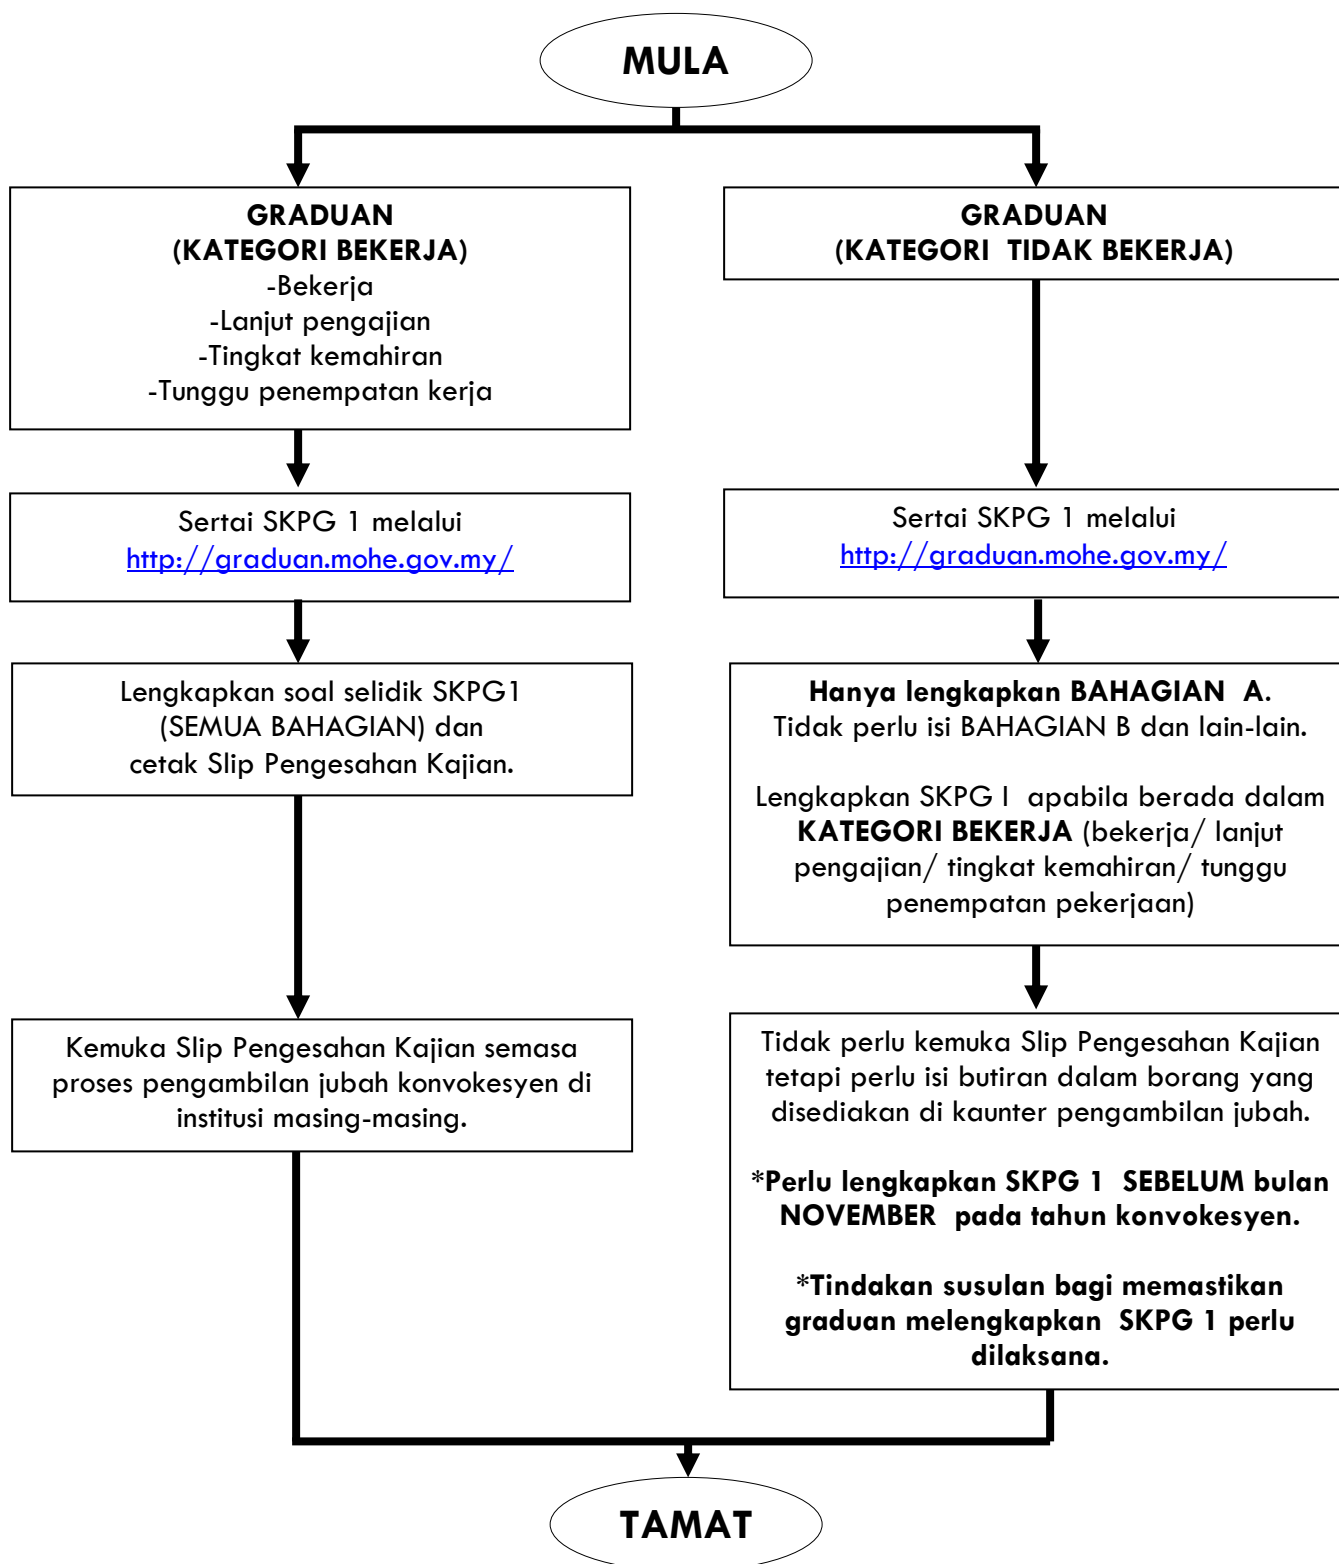 MULA
GRADUAN
(KATEGORI BEKERJA)
-Bekerja
-Lanjut pengajian
-Tingkat kemahiran
-Tunggu penempatan kerja
GRADUAN
(KATEGORI TIDAK BEKERJA)
Sertai SKPG 1 melalui
http://graduan.mohe.gov.my/
Sertai SKPG 1 melalui
http://graduan.mohe.gov.my/
Lengkapkan soal selidik SKPG1
(SEMUA BAHAGIAN) dan
cetak Slip Pengesahan Kajian.
Hanya lengkapkan BAHAGIAN A.
Tidak perlu isi BAHAGIAN B dan lain-lain.
Lengkapkan SKPG I apabila berada dalam
KATEGORI BEKERJA (bekerja/ lanjut
pengajian/ tingkat kemahiran/ tunggu
penempatan pekerjaan)
Kemuka Slip Pengesahan Kajian semasa
proses pengambilan jubah konvokesyen di
institusi masing-masing.
Tidak perlu kemuka Slip Pengesahan Kajian
tetapi perlu isi butiran dalam borang yang
disediakan di kaunter pengambilan jubah.
*Perlu lengkapkan SKPG 1 SEBELUM bulan
NOVEMBER pada tahun konvokesyen.
*Tindakan susulan bagi memastikan
graduan melengkapkan SKPG 1 perlu
dilaksana.
TAMAT